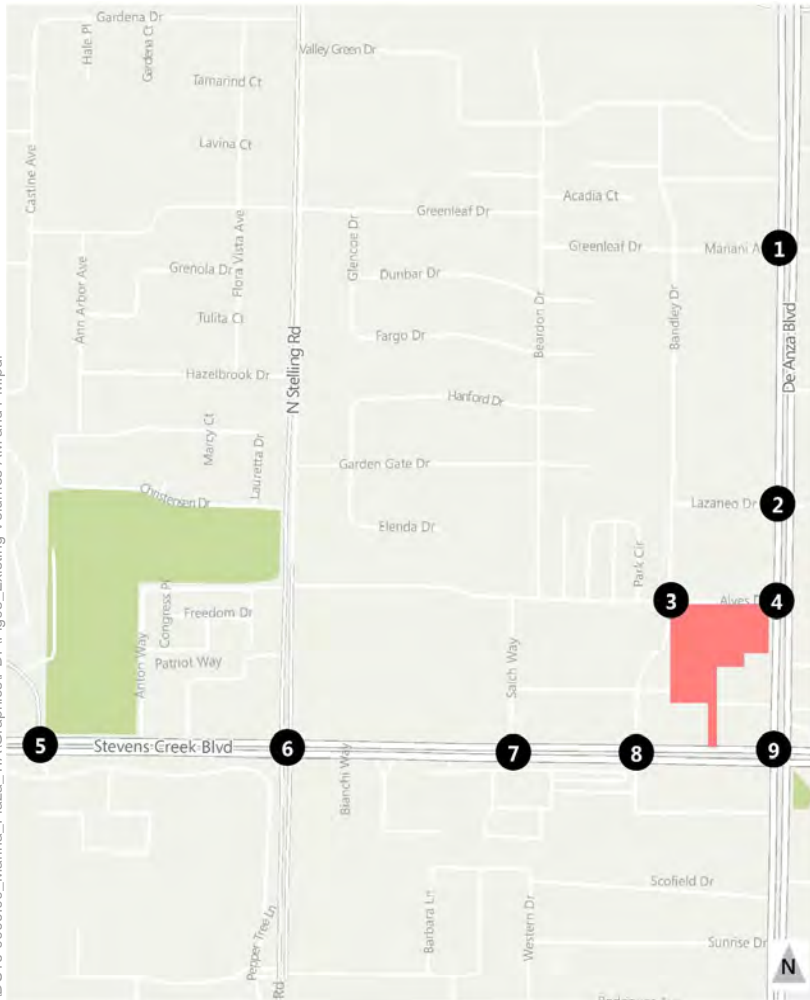 Gardena Dr
Hale Pl
Gardena Ct
Valley Green Dr
Tamarind Ct
Lavina Ct
Castine Ave
Acadia Ct
Greenleaf Dr
Flora Vista Ave
Glencoe Dr
Greenleaf Dr
Mariani A
1
Ann Arbor Ave
Grenola Dr
Dunbar Dr
Beardon Dr
Bandley Dr
De Anza Blvd
Tulita Ct
Fargo Dr
N Stelling Rd
Hazelbrook Dr
Hanford Dr
Marcy Ct
Lauretta Dr
Garden Gate Dr
Christensen Dr
Lazaneo Dr
2
Elenda Dr
Park Cir
3
Alves D
4
Congress Pl
Freedom Dr
Anton Way
Patriot Way
Saich Way
5
Stevens Creek Blvd
6
7
8
9
Bianchi Way
Scofield Dr
Barbara Ln
Western Dr
Pepper Tree Ln
Sunrise Dr
N
Rd